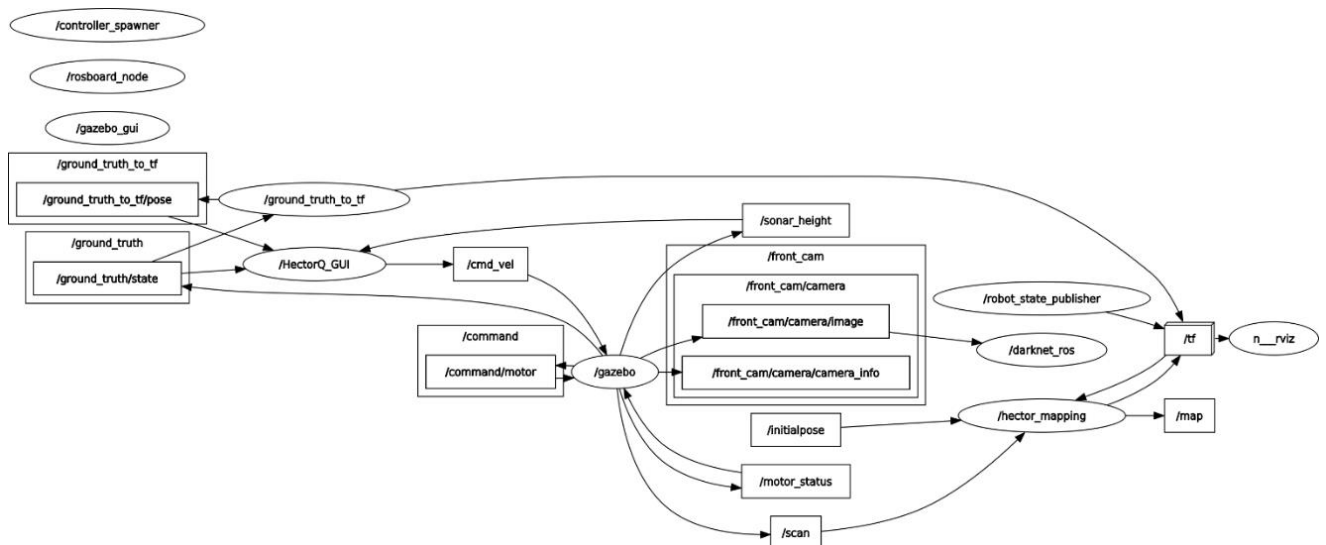 /controller_spawner
/rosboard_node
/gazebo_gui
/ground_truth_to_tf
/ground_truth_to_tf/pose
/ground_truth_to_tf
/ground_truth
/ground_truth/state
/HectorQ_GUI
/cmd_vel
/sonar_height
/front_cam
/front_cam/camera
/front_cam/camera/image
/front_cam/camera/camera_info
/command
/command/motor
/gazebo
/robot_state_publisher
/darknet_ros
/tf
n__rviz
/initialpose
/hector_mapping
/map
/motor_status
/scan